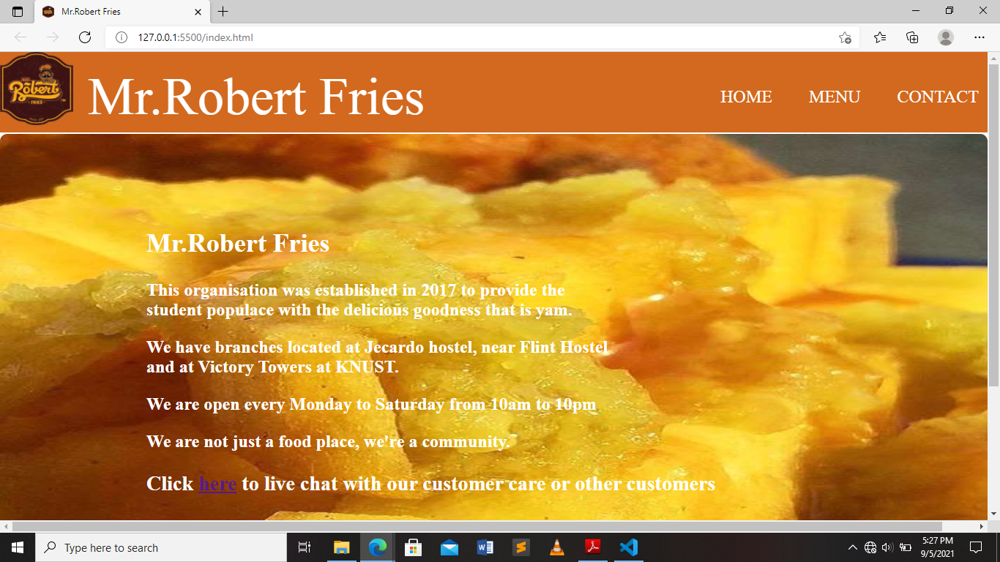 Mr.Robert Fries
127.0.0.1:5500/index.html
Robert
FRIES
Mr.Robert Fries
HOME
MENU
CONTACT
Mr.Robert Fries
This organisation was established in 2017 to provide the
student populace with the delicious goodness that is yam.
We have branches located at Jecardo hostel, near Flint Hostel
and at Victory Towers at KNUST.
We are open every Monday to Saturday from 10am to 10pm
We are not just a food place, we're a community.
Click here to live chat with our customer care or other customers
Type here to search
5:27 PM
9/5/2021